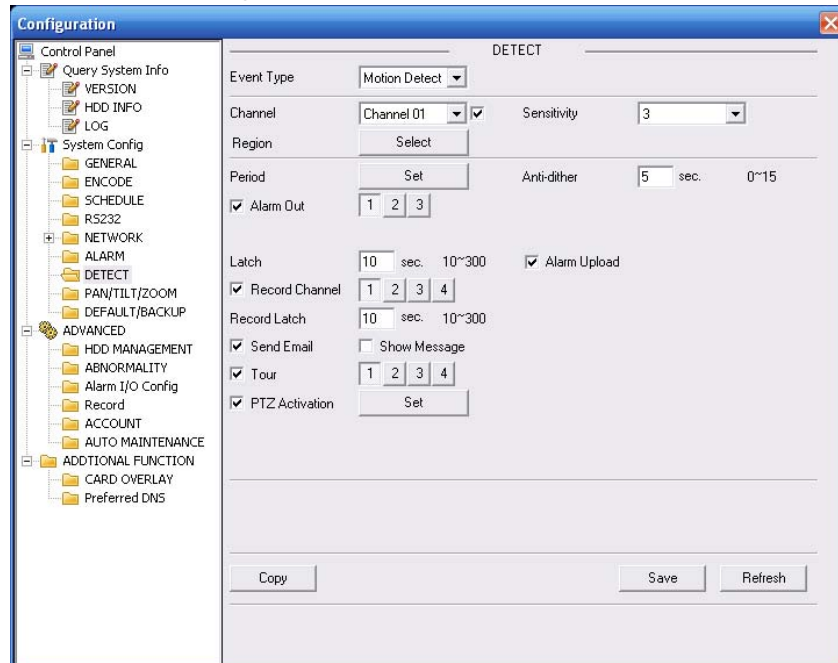 Configuration
Control Panel
Query System Info
VERSION
HDD INFO
LOG
System Config
GENERAL
ENCODE
SCHEDULE
RS232
NETWORK
ALARM
DETECT
PAN/TILT/ZOOM
DEFAULT/BACKUP
ADVANCED
HDD MANAGEMENT
ABNORMALITY
Alarm I/O Config
Record
ACCOUNT
AUTO MAINTENANCE
ADDTIONAL FUNCTION
CARD OVERLAY
Preferred DNS
DETECT
Event Type Motion Detect
Channel Channel 01 Sensitivity 3
Region Select
Period Set Anti-dither 5 sec. 0~15
Alarm Out 1 2 3
Latch 10 sec. 10~300 Alarm Upload
Record Channel 1 2 3 4
Record Latch 10 sec. 10~300
Send Email Show Message
Tour 1 2 3 4
PTZ Activation Set
Copy Save Refresh